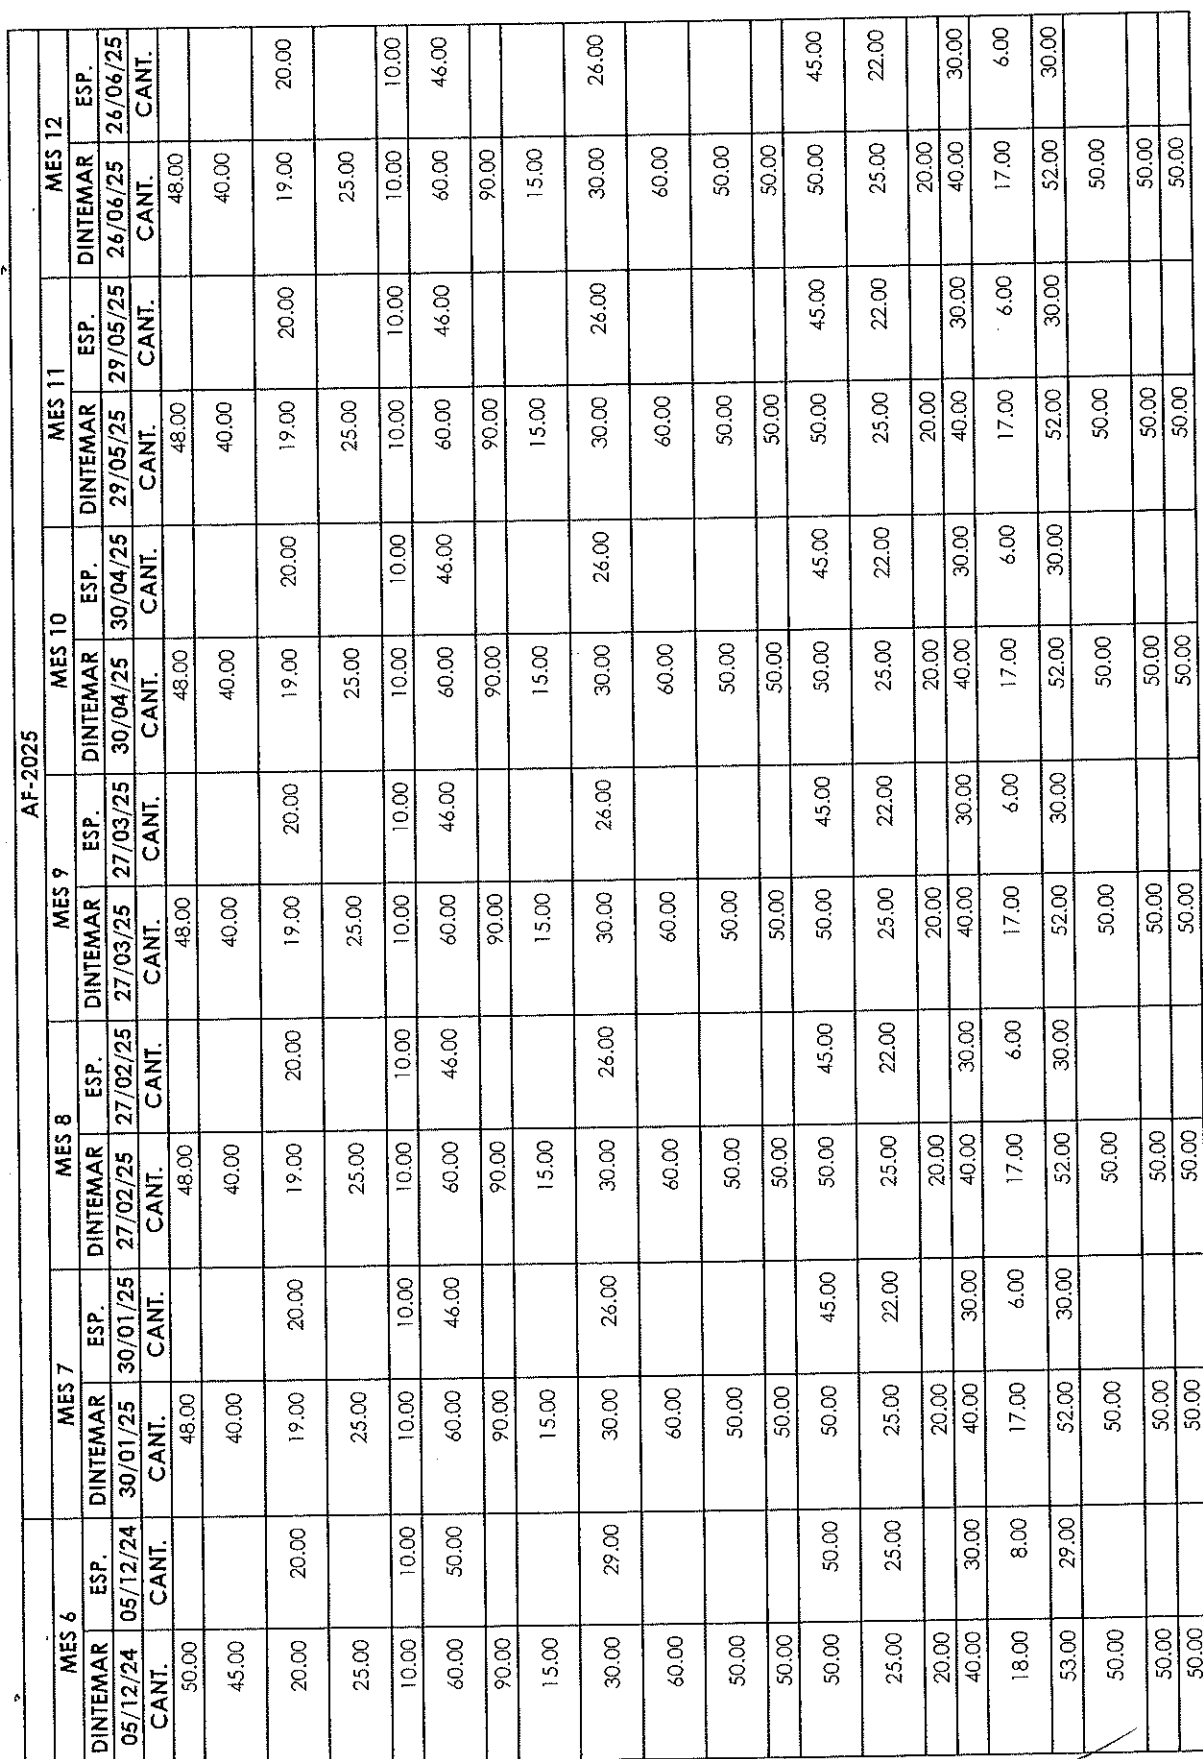 AF-2025
MES 6 MES 7 MES 8 MES 9 MES 10 MES 11 MES 12
DINTEMAR ESP. DINTEMAR ESP. DINTEMAR ESP. DINTEMAR ESP. DINTEMAR ESP. DINTEMAR ESP. DINTEMAR ESP.
05/12/24 05/12/24 30/01/25 30/01/25 27/02/25 27/02/25 27/03/25 27/03/25 30/04/25 30/04/25 29/05/25 29/05/25 26/06/25 26/06/25
CANT. CANT. CANT. CANT. CANT. CANT. CANT. CANT. CANT. CANT. CANT. CANT. CANT. CANT.
50.00 48.00 48.00 48.00 48.00 48.00 48.00
45.00 40.00 40.00 40.00 40.00 40.00 40.00
20.00 20.00 19.00 20.00 19.00 20.00 19.00 20.00 19.00 20.00 19.00 20.00 19.00 20.00
25.00 25.00 25.00 25.00 25.00 25.00 25.00
10.00 10.00 10.00 10.00 10.00 10.00 10.00 10.00 10.00 10.00 10.00 10.00 10.00 10.00
60.00 50.00 60.00 46.00 60.00 46.00 60.00 46.00 60.00 46.00 60.00 46.00 60.00 46.00
90.00 90.00 90.00 90.00 90.00 90.00 90.00
15.00 15.00 15.00 15.00 15.00 15.00 15.00
30.00 29.00 30.00 26.00 30.00 26.00 30.00 26.00 30.00 26.00 30.00 26.00 30.00 26.00
60.00 60.00 60.00 60.00 60.00 60.00 60.00
50.00 50.00 50.00 50.00 50.00 50.00 50.00
50.00 50.00 50.00 50.00 50.00 50.00 50.00
50.00 50.00 50.00 45.00 50.00 45.00 50.00 45.00 50.00 45.00 50.00 45.00 50.00 45.00
25.00 25.00 25.00 22.00 25.00 22.00 25.00 22.00 25.00 22.00 25.00 22.00 25.00 22.00
20.00 20.00 20.00 20.00 20.00 20.00 20.00
40.00 30.00 40.00 30.00 40.00 30.00 40.00 30.00 40.00 30.00 40.00 30.00 40.00 30.00
18.00 8.00 17.00 6.00 17.00 6.00 17.00 6.00 17.00 6.00 17.00 6.00 17.00 6.00
53.00 29.00 52.00 30.00 52.00 30.00 52.00 30.00 52.00 30.00 52.00 30.00 52.00 30.00
50.00 50.00 50.00 50.00 50.00 50.00 50.00
50.00 50.00 50.00 50.00 50.00 50.00 50.00
50.00 50.00 50.00 50.00 50.00 50.00 50.00